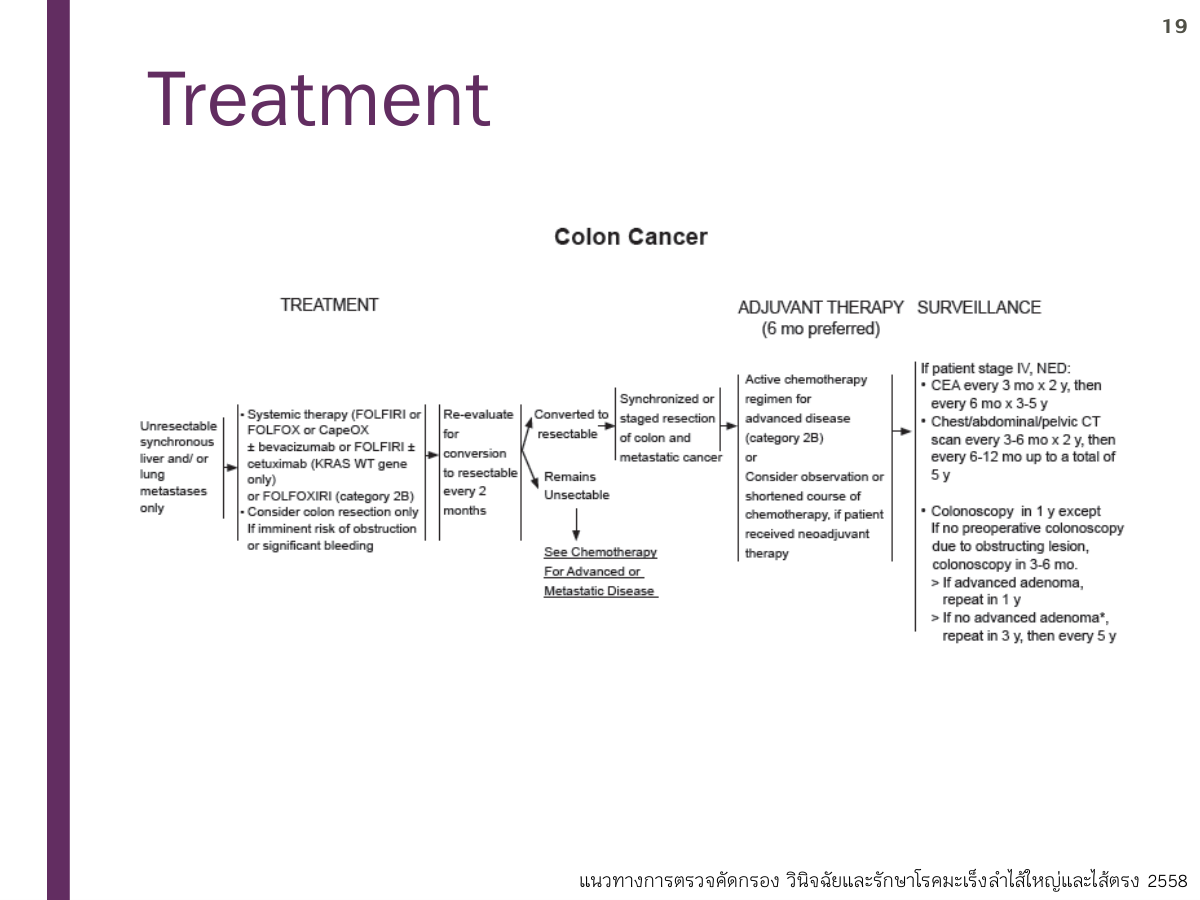 19
Treatment
Colon Cancer
TREATMENT
ADJUVANT THERAPY
(6 mo preferred)
SURVEILLANCE
Unresectable
synchronous
liver and/ or
lung
metastases
only
• Systemic therapy (FOLFIRI or
FOLFOX or CapeOX
± bevacizumab or FOLFIRI ±
cetuximab (KRAS WT gene
only)
or FOLFOXIRI (category 2B)
• Consider colon resection only
If imminent risk of obstruction
or significant bleeding
Re-evaluate
for
conversion
to resectable
every 2
months
Converted to
resectable
Remains
Unsectable
See Chemotherapy
For Advanced or
Metastatic Disease
Synchronized or
staged resection
of colon and
metastatic cancer
Active chemotherapy
regimen for
advanced disease
(category 2B)
or
Consider observation or
shortened course of
chemotherapy, if patient
received neoadjuvant
therapy
If patient stage IV, NED:
• CEA every 3 mo x 2 y, then
every 6 mo x 3-5 y
• Chest/abdominal/pelvic CT
scan every 3-6 mo x 2 y, then
every 6-12 mo up to a total of
5 y
• Colonoscopy in 1 y except
If no preoperative colonoscopy
due to obstructing lesion,
colonoscopy in 3-6 mo.
> If advanced adenoma,
repeat in 1 y
> If no advanced adenoma*,
repeat in 3 y, then every 5 y
แนวทางการตรวจคัดกรอง วินิจฉัยและรักษาโรคมะเร็งลำไส้ใหญ่และไส้ตรง 2558